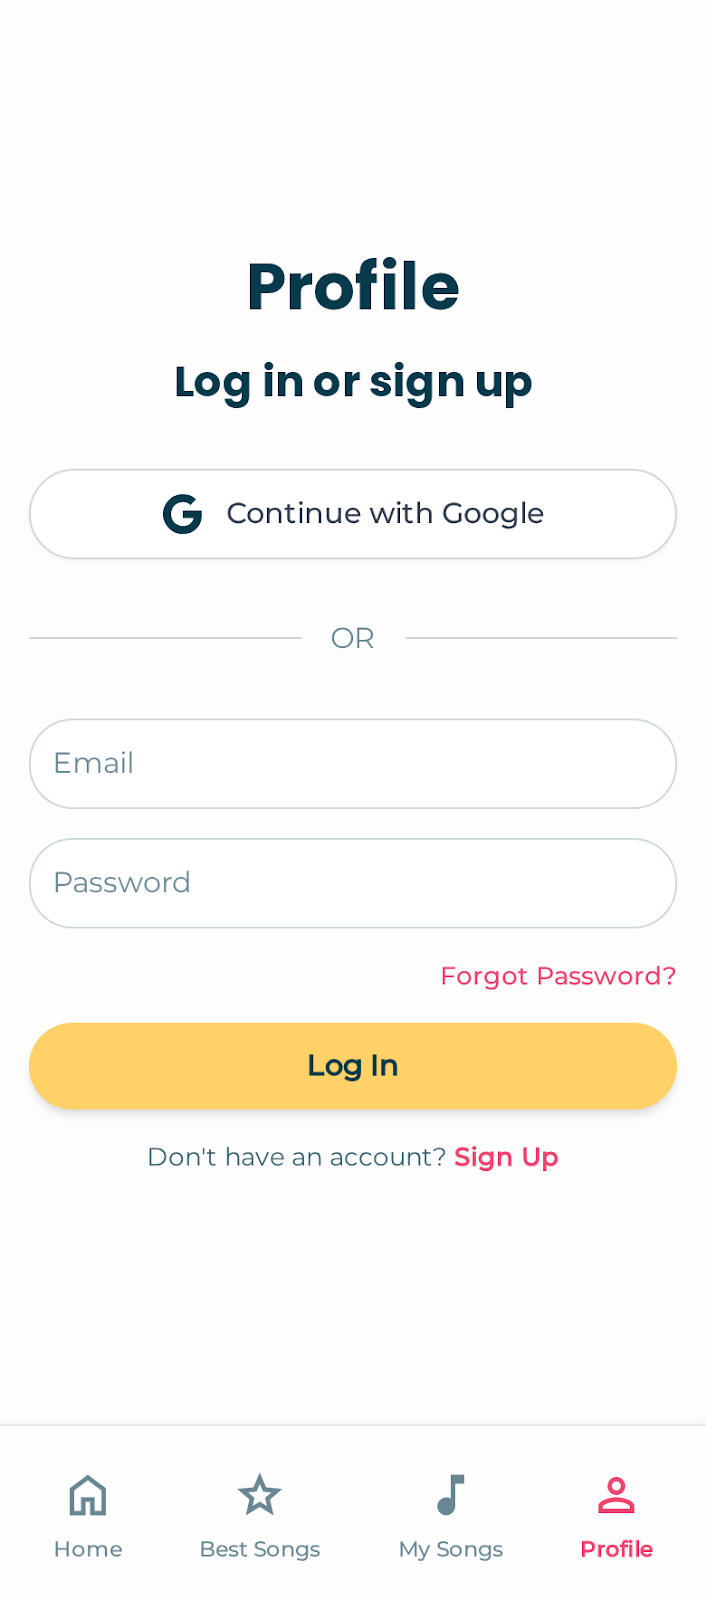 Profile
Log in or sign up
Continue with Google
OR
Email
Password
Forgot Password?
Log In
Don't have an account? Sign Up
Home
Best Songs
My Songs
Profile